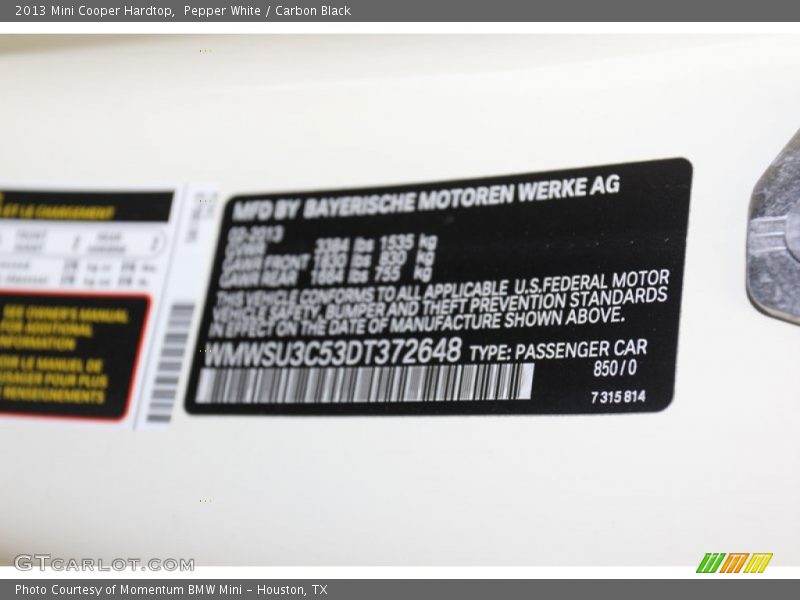 2013 Mini Cooper Hardtop,  Pepper White / Carbon Black
ET LE CHARGEMENT
SEE OWNER'S MANUAL
FOR ADDITIONAL
INFORMATION
LE MANUEL DE
POUR PLUS
RENSEIGNEMENTS
MFD BY BAYERISCHE MOTOREN WERKE AG
02-2013
GVWR 3384 lbs 1535 kg
GAWR FRONT 1830 lbs 830 kg
GAWR REAR 1664 lbs 755 kg
THIS VEHICLE CONFORMS TO ALL APPLICABLE U.S.FEDERAL MOTOR
VEHICLE SAFETY, BUMPER AND THEFT PREVENTION STANDARDS
IN EFFECT ON THE DATE OF MANUFACTURE SHOWN ABOVE.
WMWSU3C53DT372648 TYPE: PASSENGER CAR
850/0
7 315 814
GTCARLOT.COM
Photo Courtesy of Momentum BMW Mini - Houston, TX